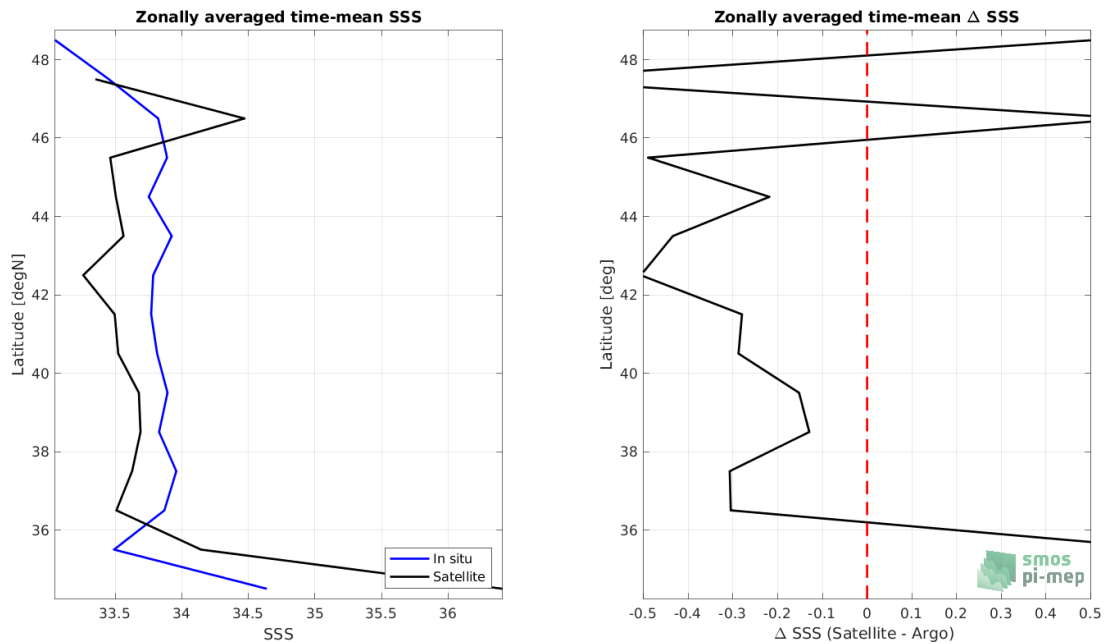 Zonally averaged time-mean SSS
48
46
44
42
40
38
36
Latitude [degN]
33.5 34 34.5 35 35.5 36
SSS
In situ
Satellite
Zonally averaged time-mean Δ SSS
48
46
44
42
40
38
36
Latitude [deg]
-0.5 -0.4 -0.3 -0.2 -0.1 0 0.1 0.2 0.3 0.4 0.5
Δ SSS (Satellite - Argo)
smos
pi-mep